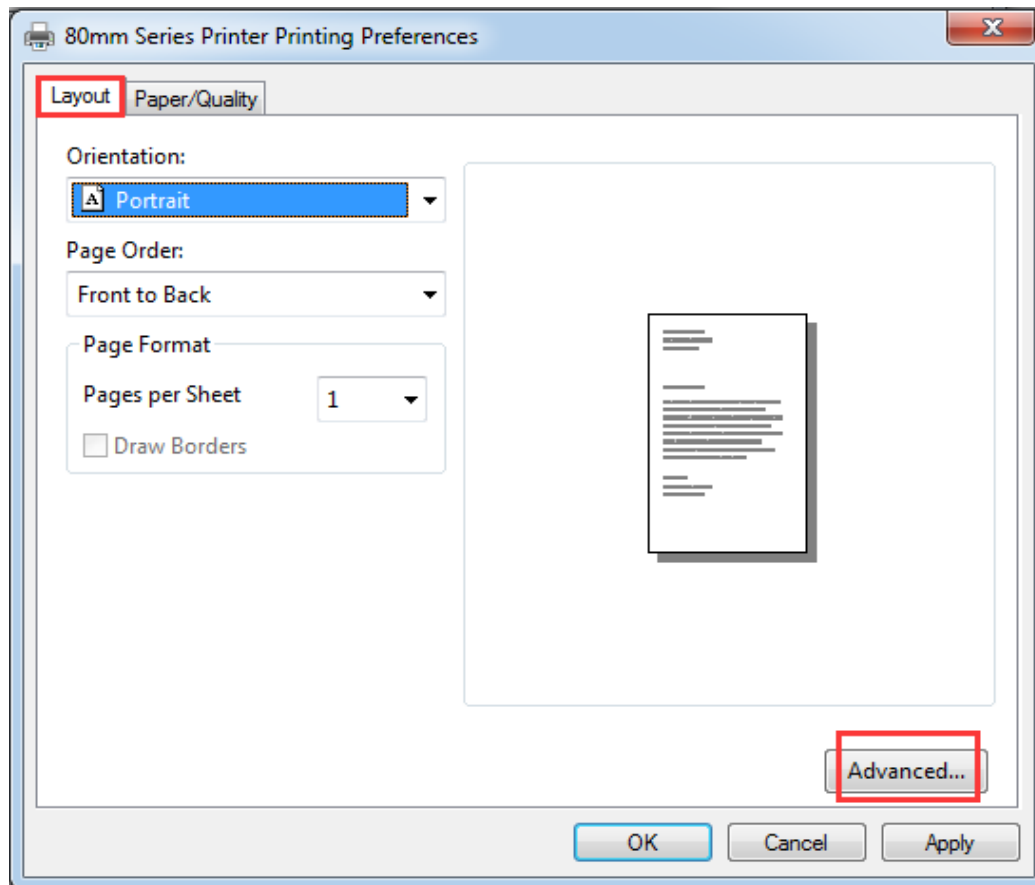 80mm Series Printer Printing Preferences
Layout
Paper/Quality
Orientation:
A Portrait
Page Order:
Front to Back
Page Format
Pages per Sheet
1
Draw Borders
Advanced...
OK
Cancel
Apply